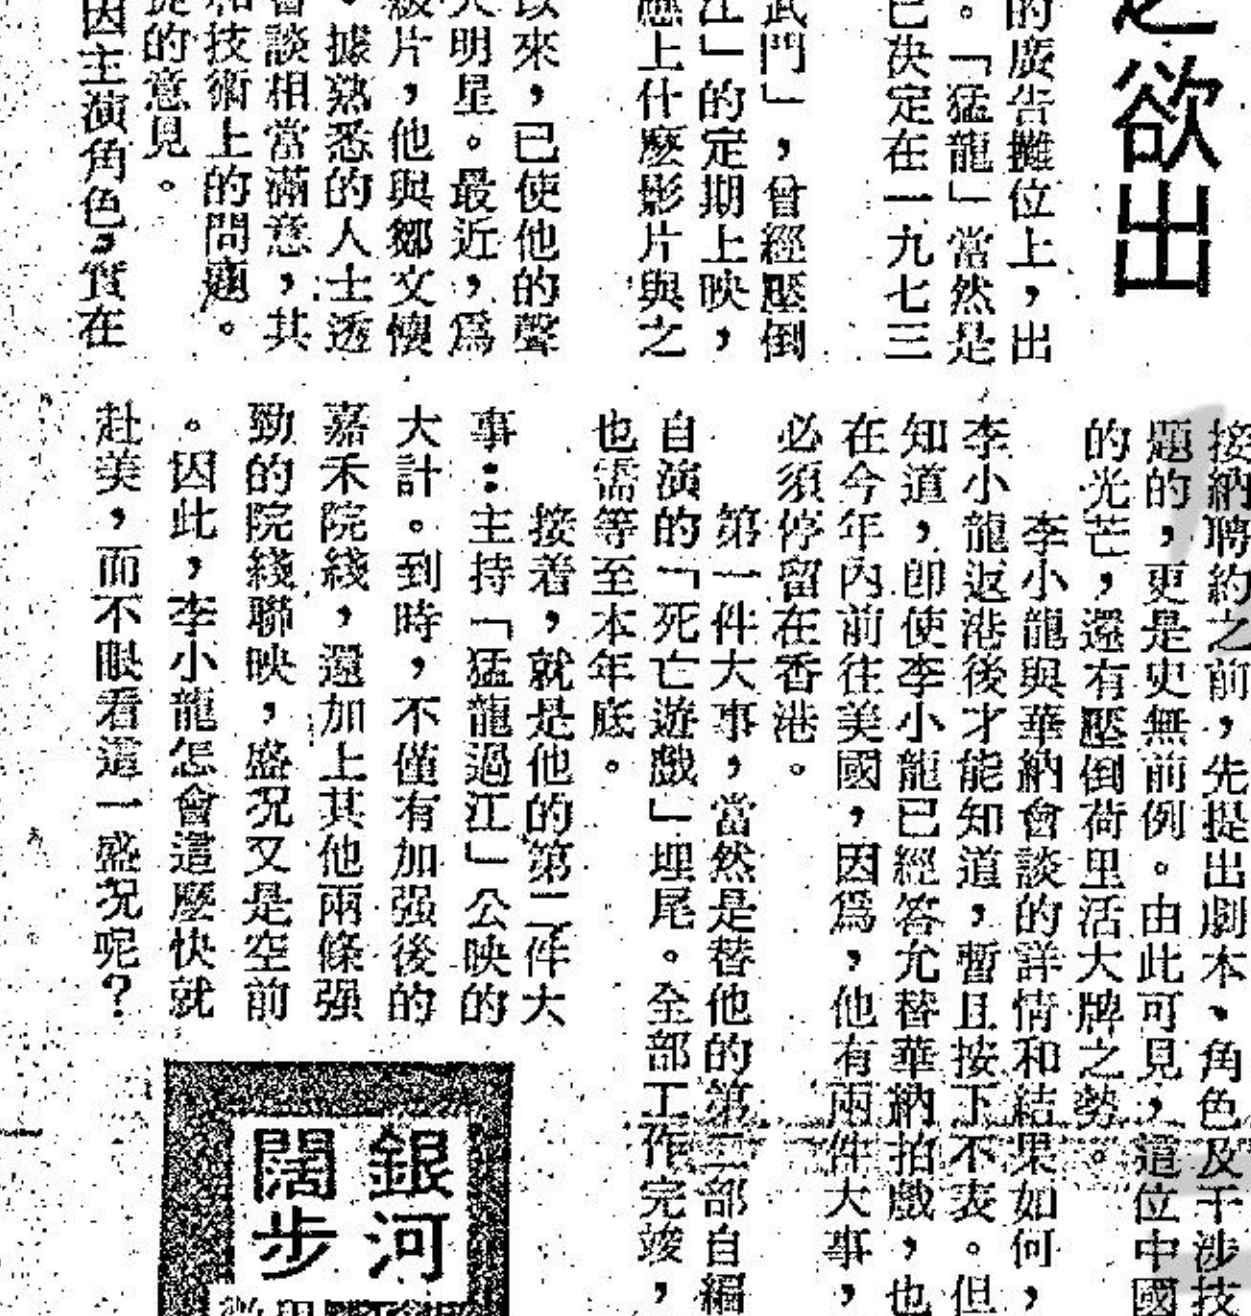 之欲出
的廣告攤位上，出
。「猛龍」當然是
已決定在一九七三
武門」，曾經壓倒
江」的定期上映，
應上什麼影片與之
以來，已使他的聲
大明星。最近，爲
級片，他與鄒文懷
。據熟悉的人士透
會談相當滿意，其
和技術上的問題。
提的意見。
因主演角色，實在
接納聘約之前，先提出劇本、角色及干涉技
題的，更是史無前例。由此可見，這位中國
的光芒，還有壓倒荷里活大牌之勢。
李小龍與華納會談的詳情和結果如何，
李小龍返港後才能知道，暫且按下不表。但
知道，卽使李小龍已經答允替華納拍戲，也
在今年內前往美國，因爲，他有兩件大事，
必須停留在香港。
第一件大事，當然是替他的第二部自編
自演的「死亡遊戲」埋尾。全部工作完竣，
也需等至本年底。
接着，就是他的第二件大
事：主持「猛龍過江」公映的
大計。到時，不僅有加强後的
嘉禾院綫，還加上其他兩條强
勁的院綫聯映，盛況又是空前
。因此，李小龍怎會這麼快就
赴美，而不眼看這一盛況呢？
銀河
闊步